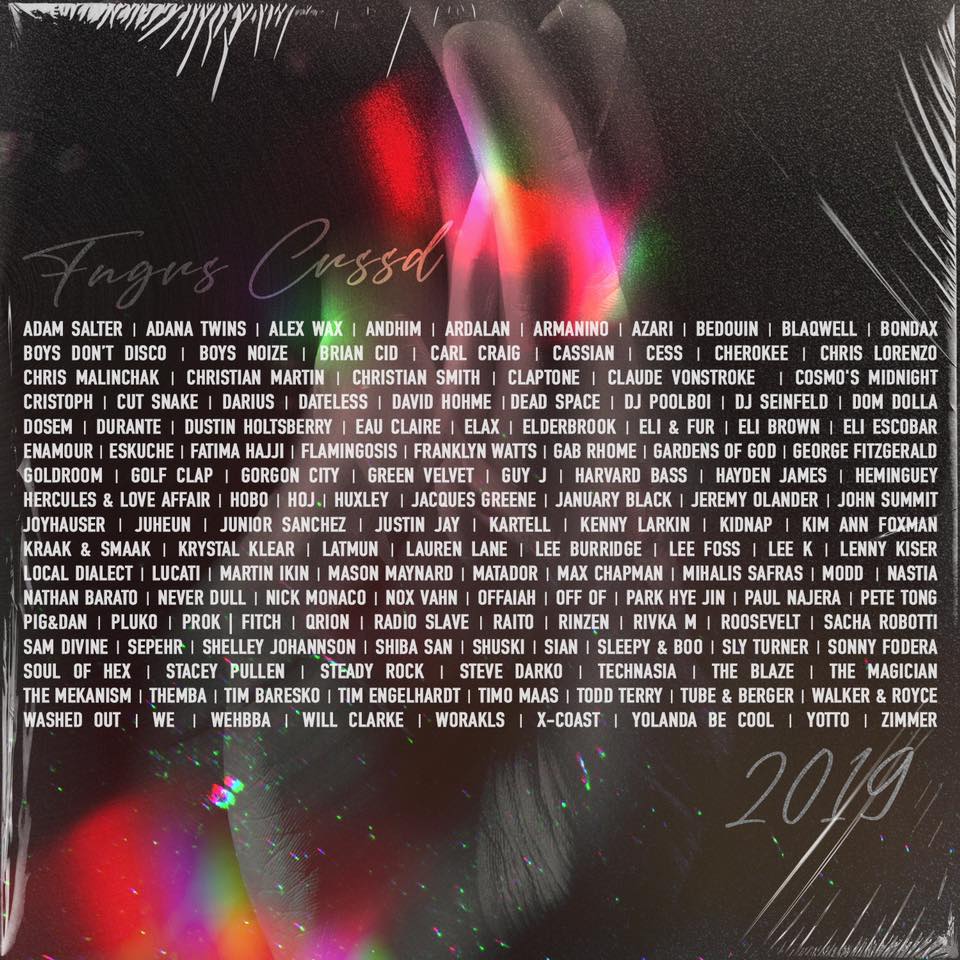 Fngrs Crssd
ADAM SALTER | ADANA TWINS | ALEX WAX | ANDHIM | ARDALAN | ARMANINO | AZARI | BEDOUIN | BLAQWELL | BONDAX
BOYS DON'T DISCO | BOYS NOIZE | BRIAN CID | CARL CRAIG | CASSIAN | CESS | CHEROKEE | CHRIS LORENZO
CHRIS MALINCHAK | CHRISTIAN MARTIN | CHRISTIAN SMITH | CLAPTONE | CLAUDE VONSTROKE | COSMO'S MIDNIGHT
CRISTOPH | CUT SNAKE | DARIUS | DATELESS | DAVID HOHME | DEAD SPACE | DJ POOLBOI | DJ SEINFELD | DOM DOLLA
DOSEM | DURANTE | DUSTIN HOLTSBERRY | EAU CLAIRE | ELAX | ELDERBROOK | ELI & FUR | ELI BROWN | ELI ESCOBAR
ENAMOUR | ESKUCHE | FATIMA HAJJI | FLAMINGOSIS | FRANKLYN WATTS | GAB RHOME | GARDENS OF GOD | GEORGE FITZGERALD
GOLDROOM | GOLF CLAP | GORGON CITY | GREEN VELVET | GUY J | HARVARD BASS | HAYDEN JAMES | HEMINGUEY
HERCULES & LOVE AFFAIR | HOBO | HOJ | HUXLEY | JACQUES GREENE | JANUARY BLACK | JEREMY OLANDER | JOHN SUMMIT
JOYHAUSER | JUHEUN | JUNIOR SANCHEZ | JUSTIN JAY | KARTELL | KENNY LARKIN | KIDNAP | KIM ANN FOXMAN
KRAAK & SMAAK | KRYSTAL KLEAR | LATMUN | LAUREN LANE | LEE BURRIDGE | LEE FOSS | LEE K | LENNY KISER
LOCAL DIALECT | LUCATI | MARTIN IKIN | MASON MAYNARD | MATADOR | MAX CHAPMAN | MIHALIS SAFRAS | MODD | NASTIA
NATHAN BARATO | NEVER DULL | NICK MONACO | NOX VAHN | OFFAIAH | OFF OF | PARK HYE JIN | PAUL NAJERA | PETE TONG
PIG&DAN | PLUKO | PROK | FITCH | QRION | RADIO SLAVE | RAITO | RINZEN | RIVKA M | ROOSEVELT | SACHA ROBOTTI
SAM DIVINE | SEPEHR | SHELLEY JOHANNSON | SHIBA SAN | SHUSKI | SIAN | SLEEPY & BOO | SLY TURNER | SONNY FODERA
SOUL OF HEX | STACEY PULLEN | STEADY ROCK | STEVE DARKO | TECHNASIA | THE BLAZE | THE MAGICIAN
THE MEKANISM | THEMBA | TIM BARESKO | TIM ENGELHARDT | TIMO MAAS | TODD TERRY | TUBE & BERGER | WALKER & ROYCE
WASHED OUT | WE | WEHBBA | WILL CLARKE | WORAKLS | X-COAST | YOLANDA BE COOL | YOTTO | ZIMMER
2019